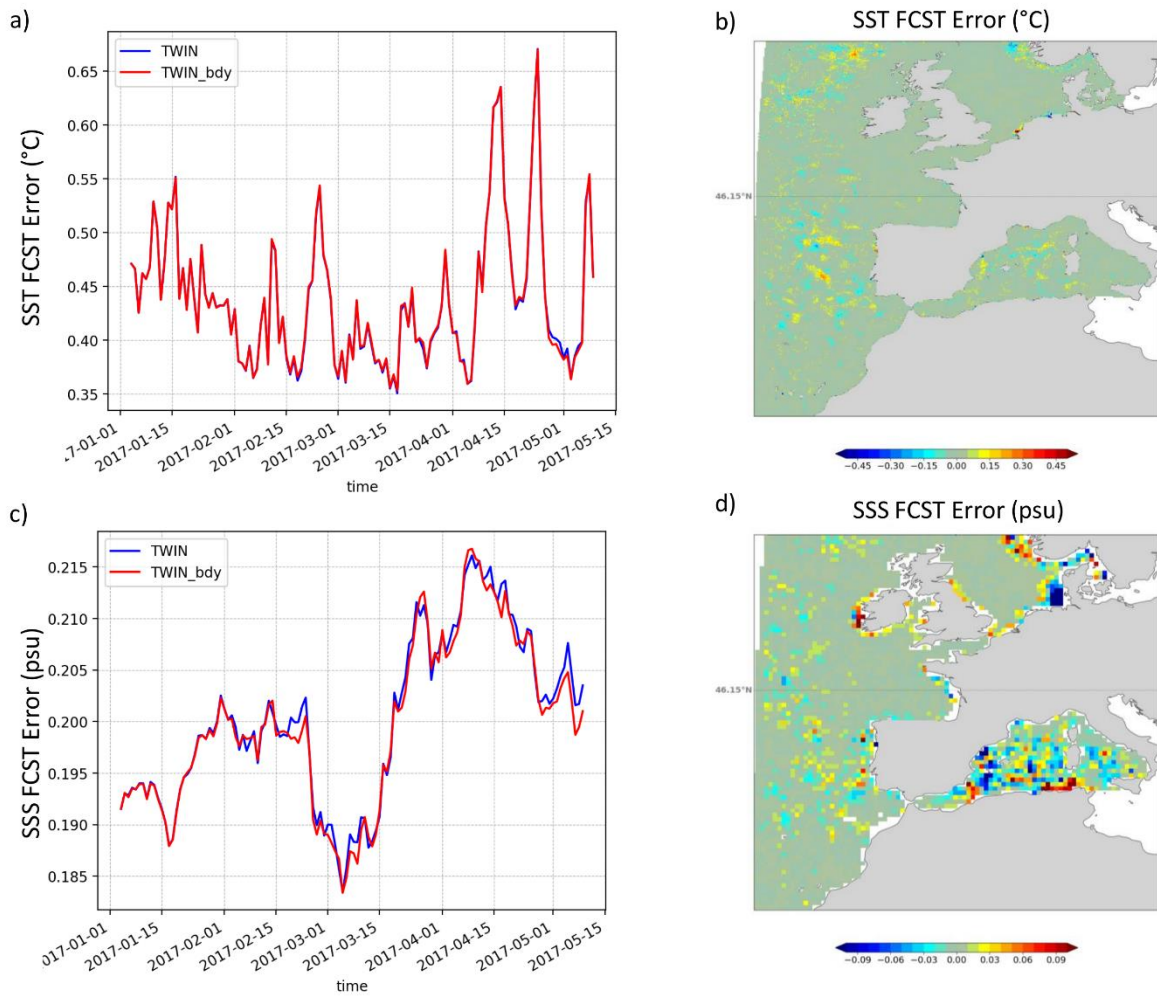 a)
TWIN
TWIN_bdy
0.65
0.60
0.55
0.50
0.45
0.40
0.35
SST FCST Error (°C)
!017-01-01
2017-01-15
2017-02-01
2017-02-15
2017-03-01
2017-03-15
2017-04-01
2017-04-15
2017-05-01
2017-05-15
time
b)
SST FCST Error (°C)
46.15°N
−0.45 −0.30 −0.15 0.00 0.15 0.30 0.45
c)
TWIN
TWIN_bdy
0.215
0.210
0.205
0.200
0.195
0.190
0.185
SSS FCST Error (psu)
2017-01-15
2017-02-01
2017-02-15
2017-03-01
2017-03-15
2017-04-01
2017-04-15
2017-05-01
2017-05-15
time
d)
SSS FCST Error (psu)
46.15°N
−0.09 −0.06 −0.03 0.00 0.03 0.06 0.09